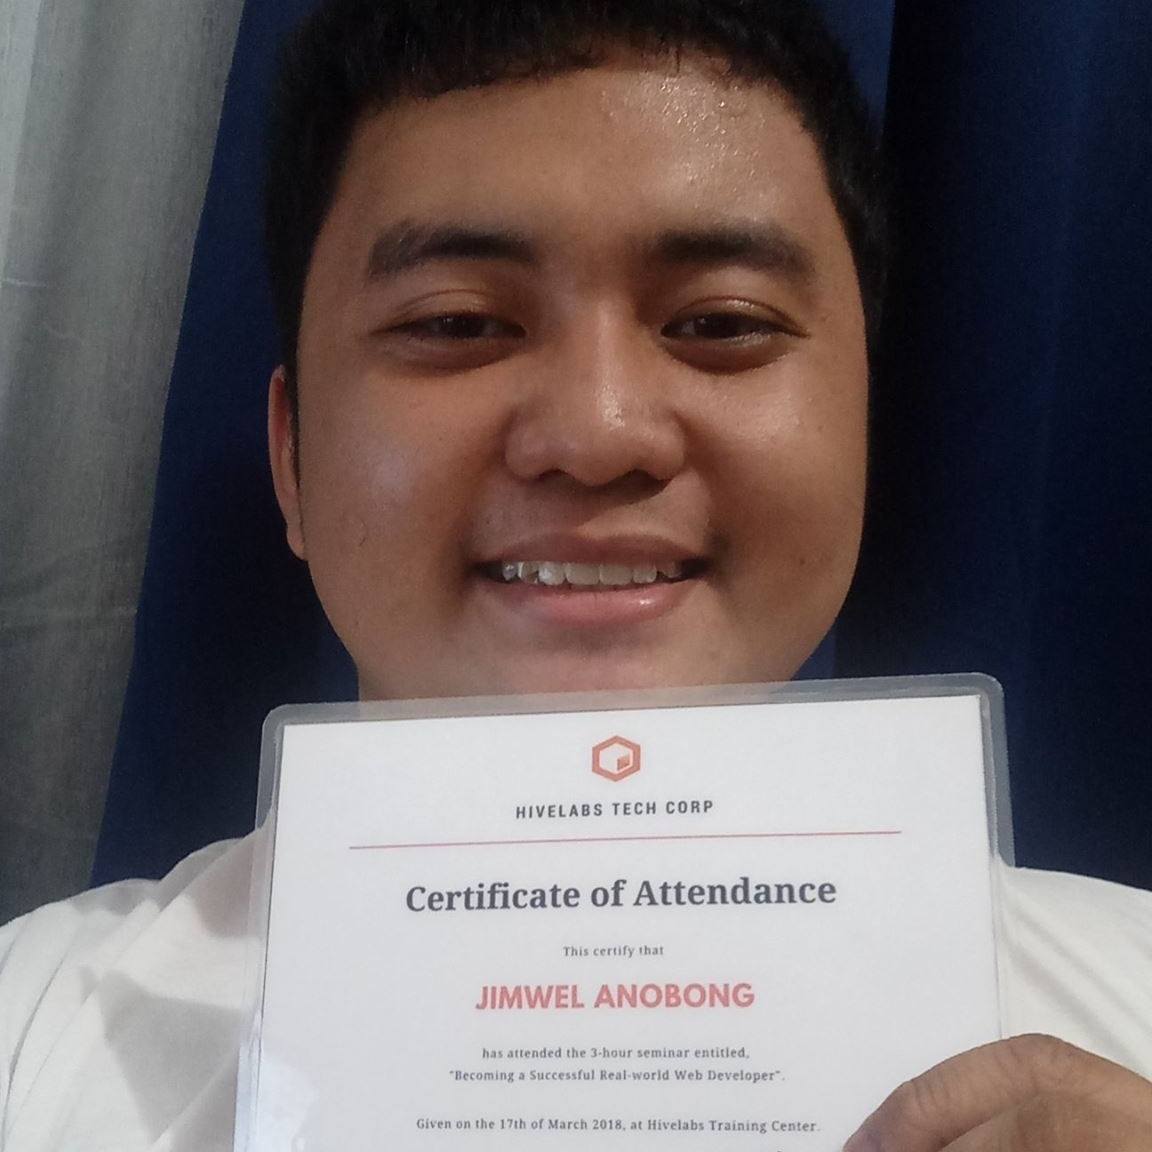 HIVELABS TECH CORP
Certificate of Attendance
This certify that
JIMWEL ANOBONG
has attended the 3-hour seminar entitled,
"Becoming a Successful Real-world Web Developer".
Given on the 17th of March 2018, at Hivelabs Training Center.